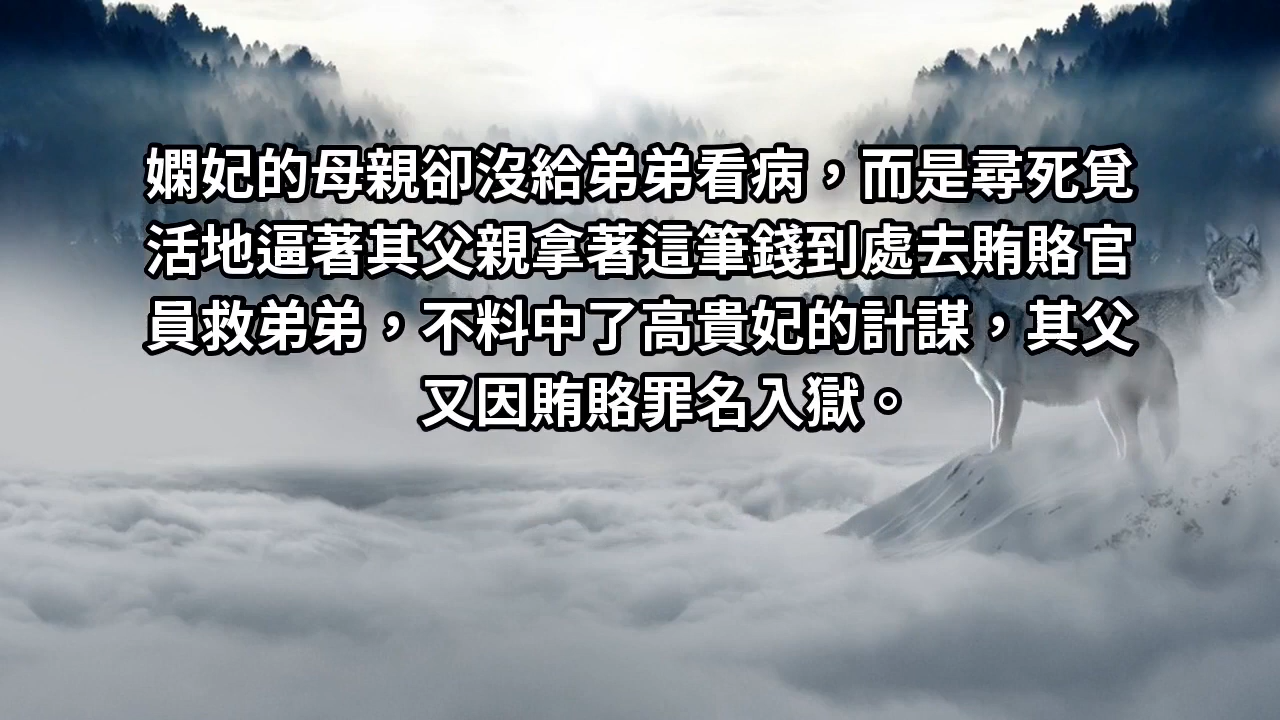 嫻妃的母親卻沒給弟弟看病，而是尋死覓
活地逼著其父親拿著這筆錢到處去賄賂官
員救弟弟，不料中了高貴妃的計謀，其父
又因賄賂罪名入獄。